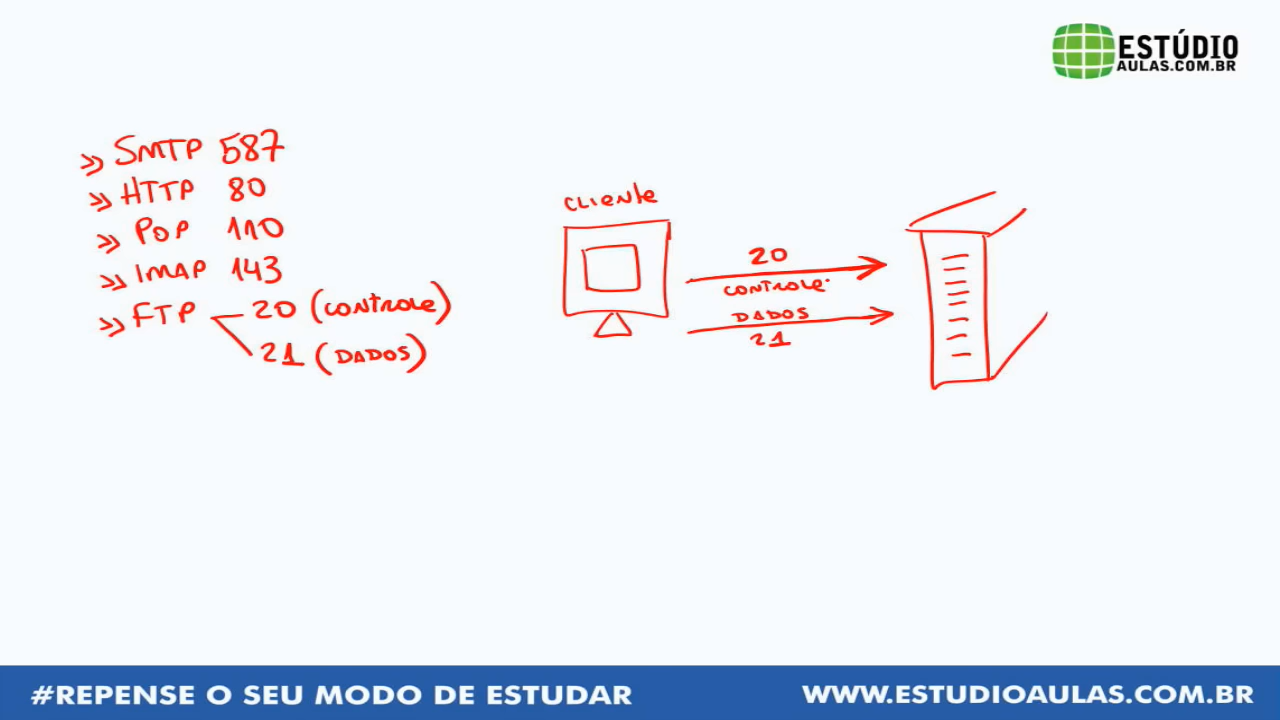 ESTÚDIO
AULAS.COM.BR
» SMTP 587
» HTTP 80
» POP 110
» IMAP 143
» FTP 20 (CONTROLE)
21 (DADOS)
CLIENTE
20
CONTROLE
DADOS
21
#REPENSE O SEU MODO DE ESTUDAR
WWW.ESTUDIOAULAS.COM.BR